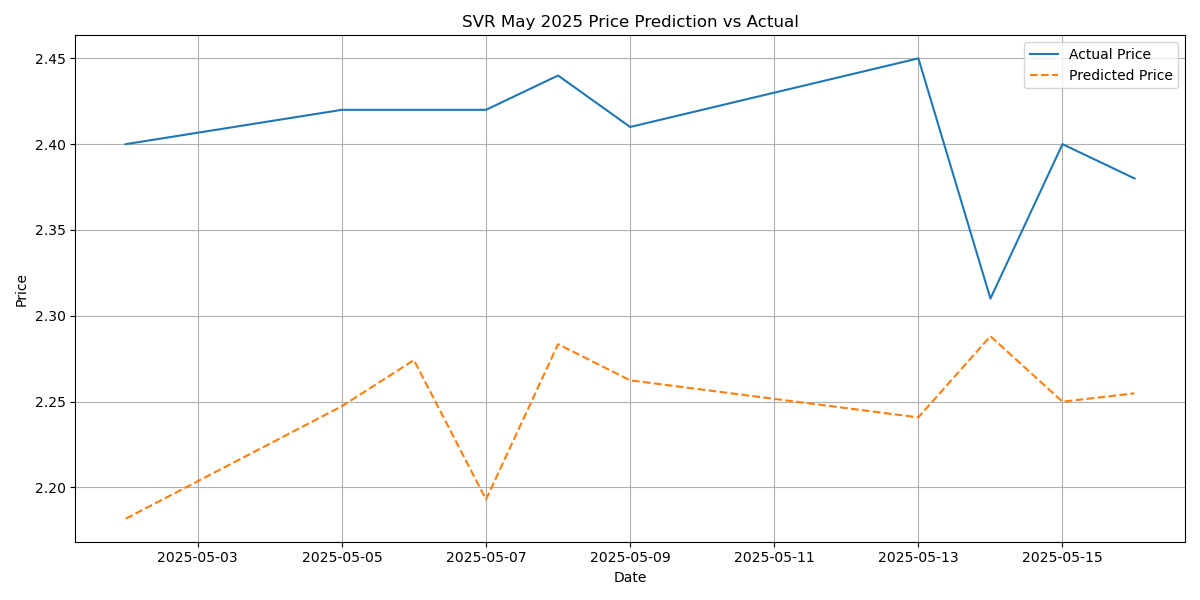 SVR May 2025 Price Prediction vs Actual
Actual Price
Predicted Price
2.45
2.40
2.35
2.30
2.25
2.20
Price
2025-05-03 2025-05-05 2025-05-07 2025-05-09 2025-05-11 2025-05-13 2025-05-15
Date